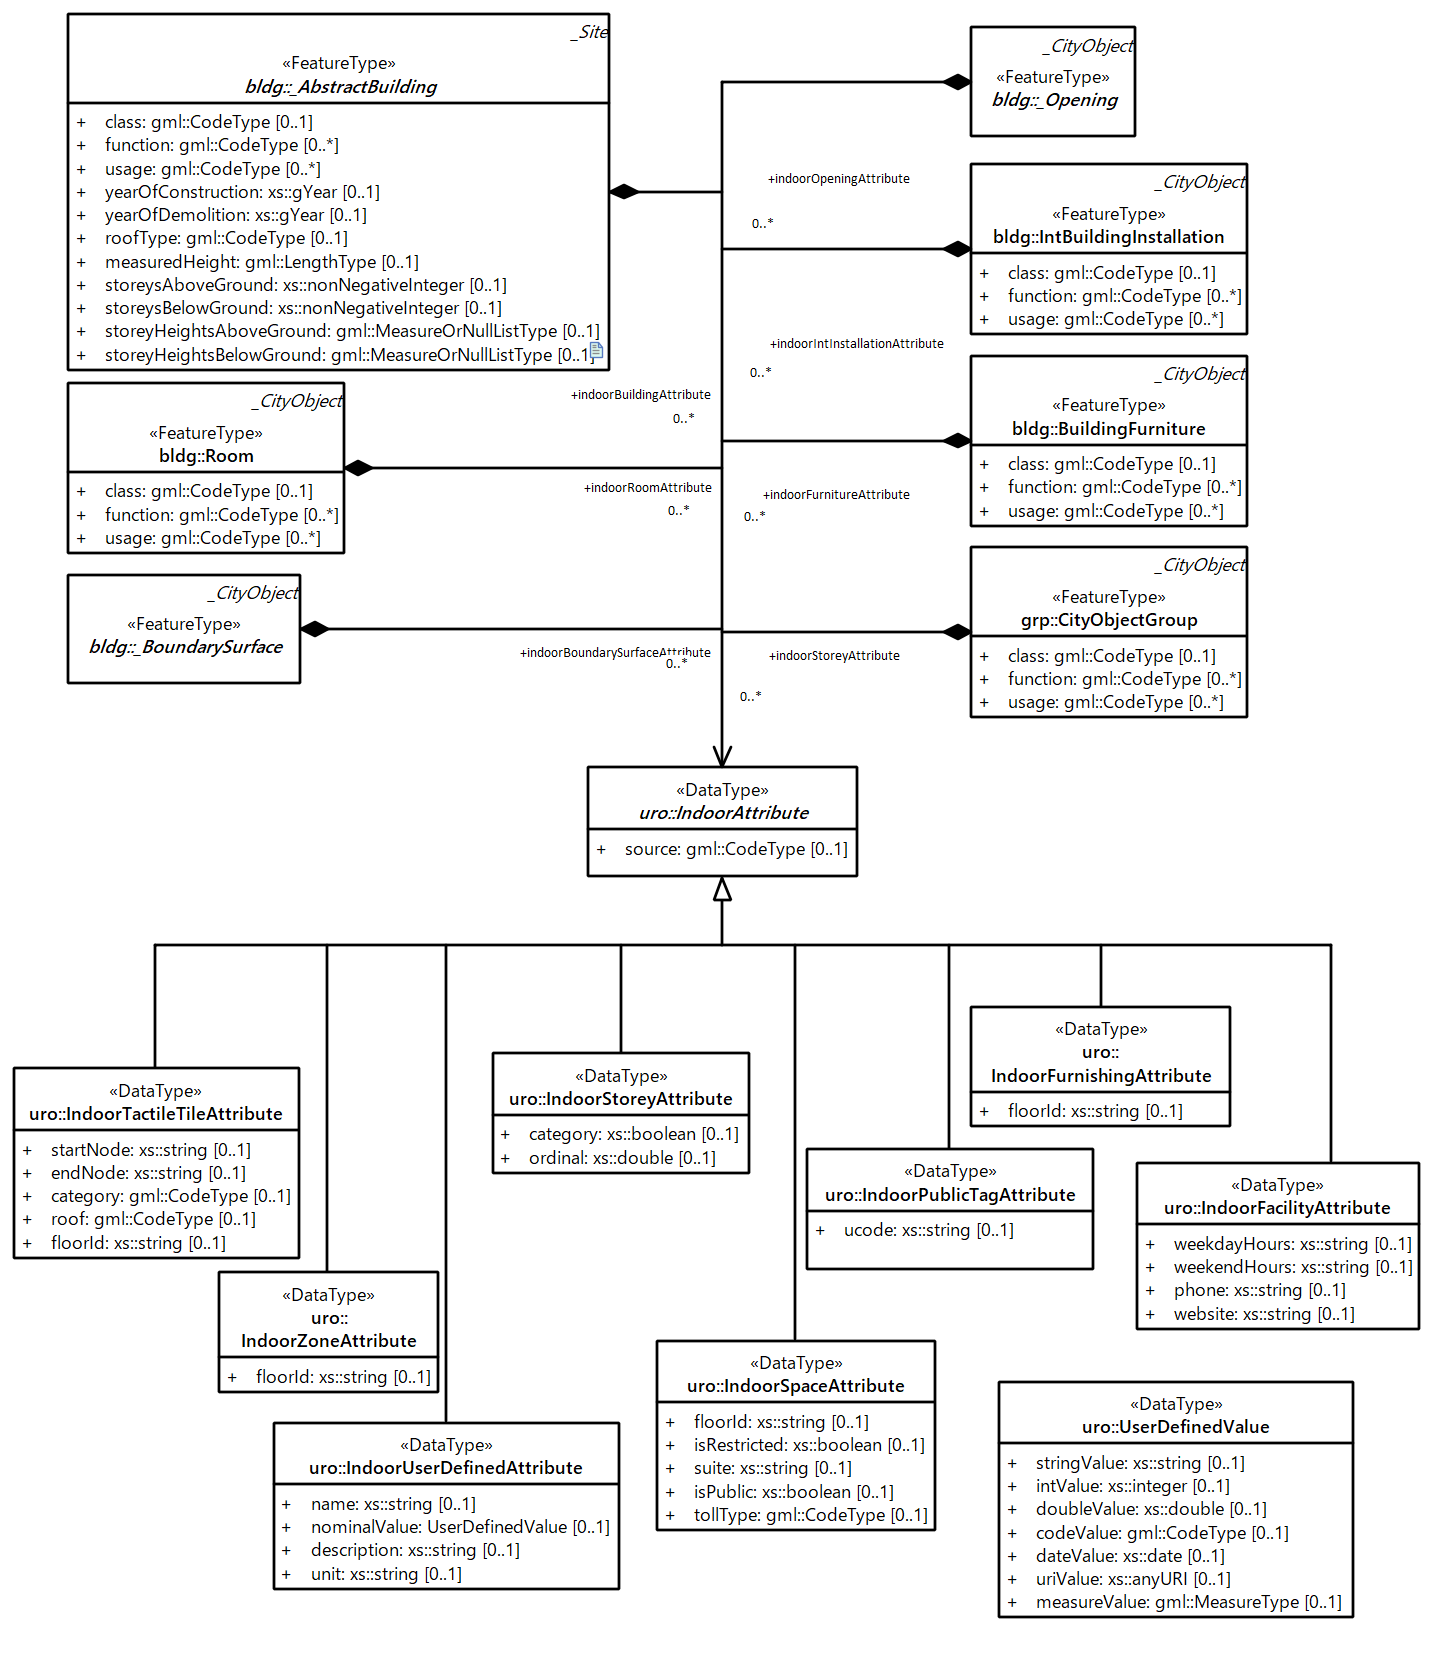 _Site
«FeatureType»
bldg::_AbstractBuilding
+ class: gml::CodeType [0..1]
+ function: gml::CodeType [0..*]
+ usage: gml::CodeType [0..*]
+ yearOfConstruction: xs::gYear [0..1]
+ yearOfDemolition: xs::gYear [0..1]
+ roofType: gml::CodeType [0..1]
+ measuredHeight: gml::LengthType [0..1]
+ storeysAboveGround: xs::nonNegativeInteger [0..1]
+ storeysBelowGround: xs::nonNegativeInteger [0..1]
+ storeyHeightsAboveGround: gml::MeasureOrNullListType [0..1]
+ storeyHeightsBelowGround: gml::MeasureOrNullListType [0..1]
_CityObject
«FeatureType»
bldg::_Opening
+indoorOpeningAttribute
0..*
_CityObject
«FeatureType»
bldg::IntBuildingInstallation
+ class: gml::CodeType [0..1]
+ function: gml::CodeType [0..*]
+ usage: gml::CodeType [0..*]
+indoorIntInstallationAttribute
0..*
+indoorBuildingAttribute
0..*
_CityObject
«FeatureType»
bldg::Room
+ class: gml::CodeType [0..1]
+ function: gml::CodeType [0..*]
+ usage: gml::CodeType [0..*]
+indoorRoomAttribute
0..*
_CityObject
«FeatureType»
bldg::BuildingFurniture
+ class: gml::CodeType [0..1]
+ function: gml::CodeType [0..*]
+ usage: gml::CodeType [0..*]
+indoorFurnitureAttribute
0..*
_CityObject
«FeatureType»
bldg::_BoundarySurface
+indoorBoundarySurfaceAttribute
0..*
_CityObject
«FeatureType»
grp::CityObjectGroup
+ class: gml::CodeType [0..1]
+ function: gml::CodeType [0..*]
+ usage: gml::CodeType [0..*]
+indoorStoreyAttribute
0..*
«DataType»
uro::IndoorAttribute
+ source: gml::CodeType [0..1]
«DataType»
uro::IndoorTactileTileAttribute
+ startNode: xs::string [0..1]
+ endNode: xs::string [0..1]
+ category: gml::CodeType [0..1]
+ roof: gml::CodeType [0..1]
+ floorId: xs::string [0..1]
«DataType»
uro::
IndoorZoneAttribute
+ floorId: xs::string [0..1]
«DataType»
uro::IndoorUserDefinedAttribute
+ name: xs::string [0..1]
+ nominalValue: UserDefinedValue [0..1]
+ description: xs::string [0..1]
+ unit: xs::string [0..1]
«DataType»
uro::IndoorStoreyAttribute
+ category: xs::boolean [0..1]
+ ordinal: xs::double [0..1]
«DataType»
uro::IndoorSpaceAttribute
+ floorId: xs::string [0..1]
+ isRestricted: xs::boolean [0..1]
+ suite: xs::string [0..1]
+ isPublic: xs::boolean [0..1]
+ tollType: gml::CodeType [0..1]
«DataType»
uro::IndoorPublicTagAttribute
+ ucode: xs::string [0..1]
«DataType»
uro::
IndoorFurnishingAttribute
+ floorId: xs::string [0..1]
«DataType»
uro::IndoorFacilityAttribute
+ weekdayHours: xs::string [0..1]
+ weekendHours: xs::string [0..1]
+ phone: xs::string [0..1]
+ website: xs::string [0..1]
«DataType»
uro::UserDefinedValue
+ stringValue: xs::string [0..1]
+ intValue: xs::integer [0..1]
+ doubleValue: xs::double [0..1]
+ codeValue: gml::CodeType [0..1]
+ dateValue: xs::date [0..1]
+ uriValue: xs::anyURI [0..1]
+ measureValue: gml::MeasureType [0..1]